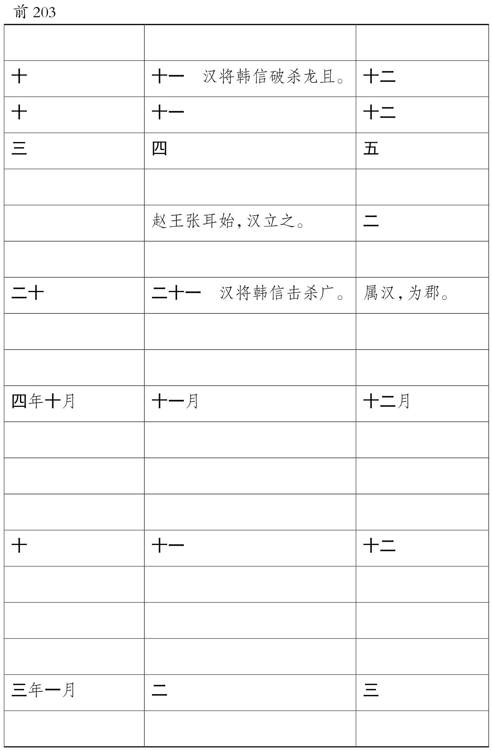 前203
十 十一 汉将韩信破杀龙且。 十二
十 十一 十二
三 四 五
赵王张耳始,汉立之。 二
二十 二十一 汉将韩信击杀广。 属汉,为郡。
四年十月 十一月 十二月
十 十一 十二
三年一月 二 三